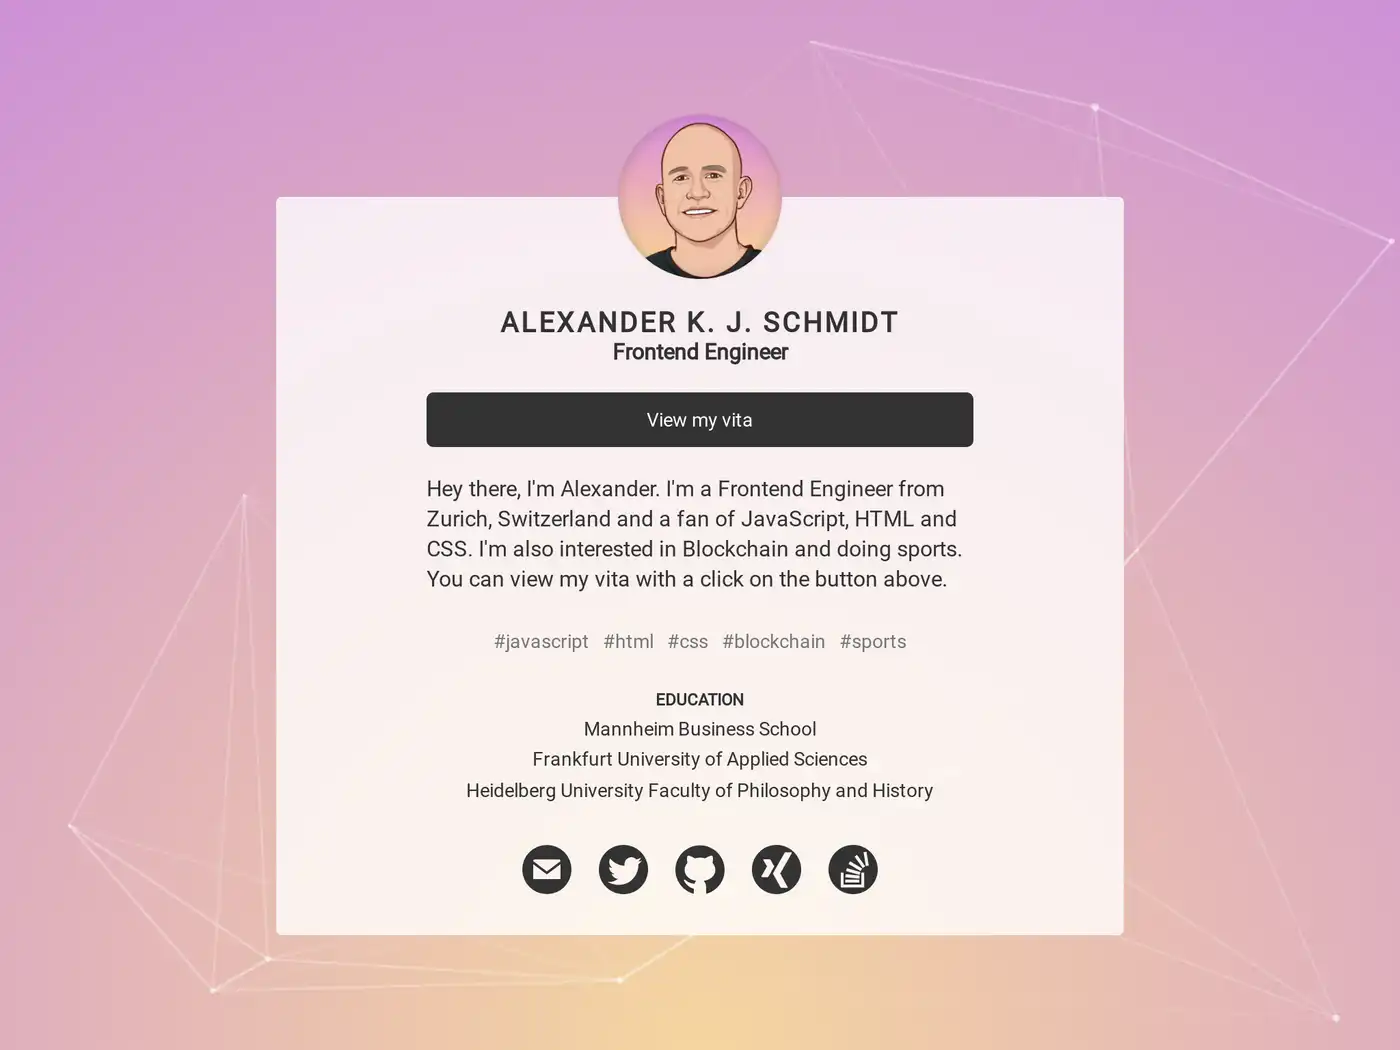 ALEXANDER K. J. SCHMIDT
Frontend Engineer
View my vita
Hey there, I'm Alexander. I'm a Frontend Engineer from
Zurich, Switzerland and a fan of JavaScript, HTML and
CSS. I'm also interested in Blockchain and doing sports.
You can view my vita with a click on the button above.
#javascript #html #css #blockchain #sports
EDUCATION
Mannheim Business School
Frankfurt University of Applied Sciences
Heidelberg University Faculty of Philosophy and History